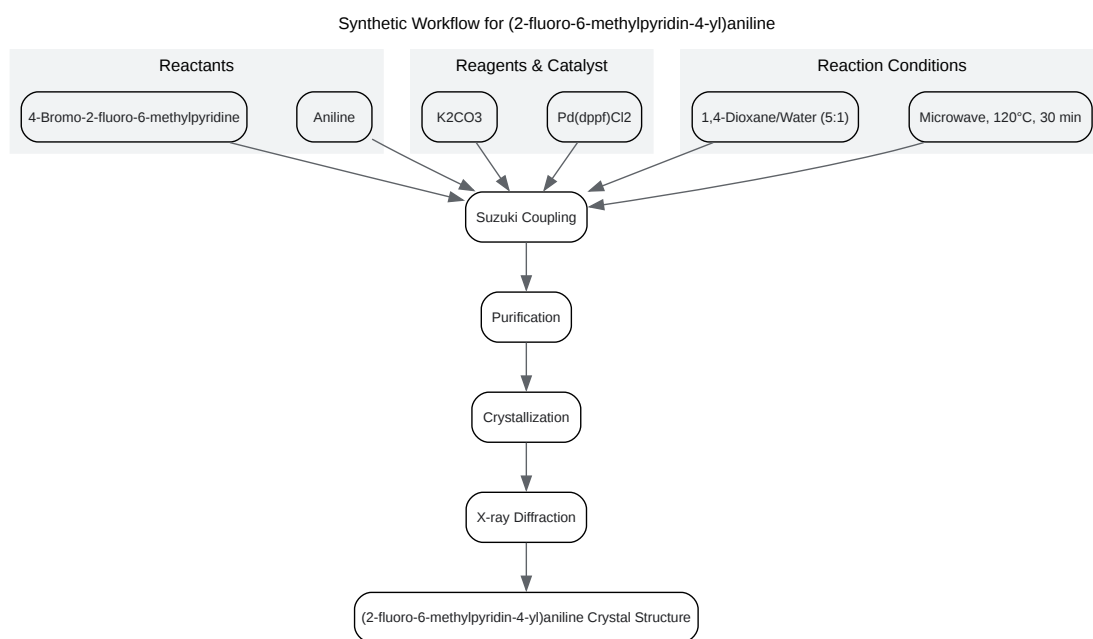 Synthetic Workflow for (2-fluoro-6-methylpyridin-4-yl)aniline
Reactants
Reagents & Catalyst
Reaction Conditions
4-Bromo-2-fluoro-6-methylpyridine
Aniline
K2CO3
Pd(dppf)Cl2
1,4-Dioxane/Water (5:1)
Microwave, 120°C, 30 min
Suzuki Coupling
Purification
Crystallization
X-ray Diffraction
(2-fluoro-6-methylpyridin-4-yl)aniline Crystal Structure